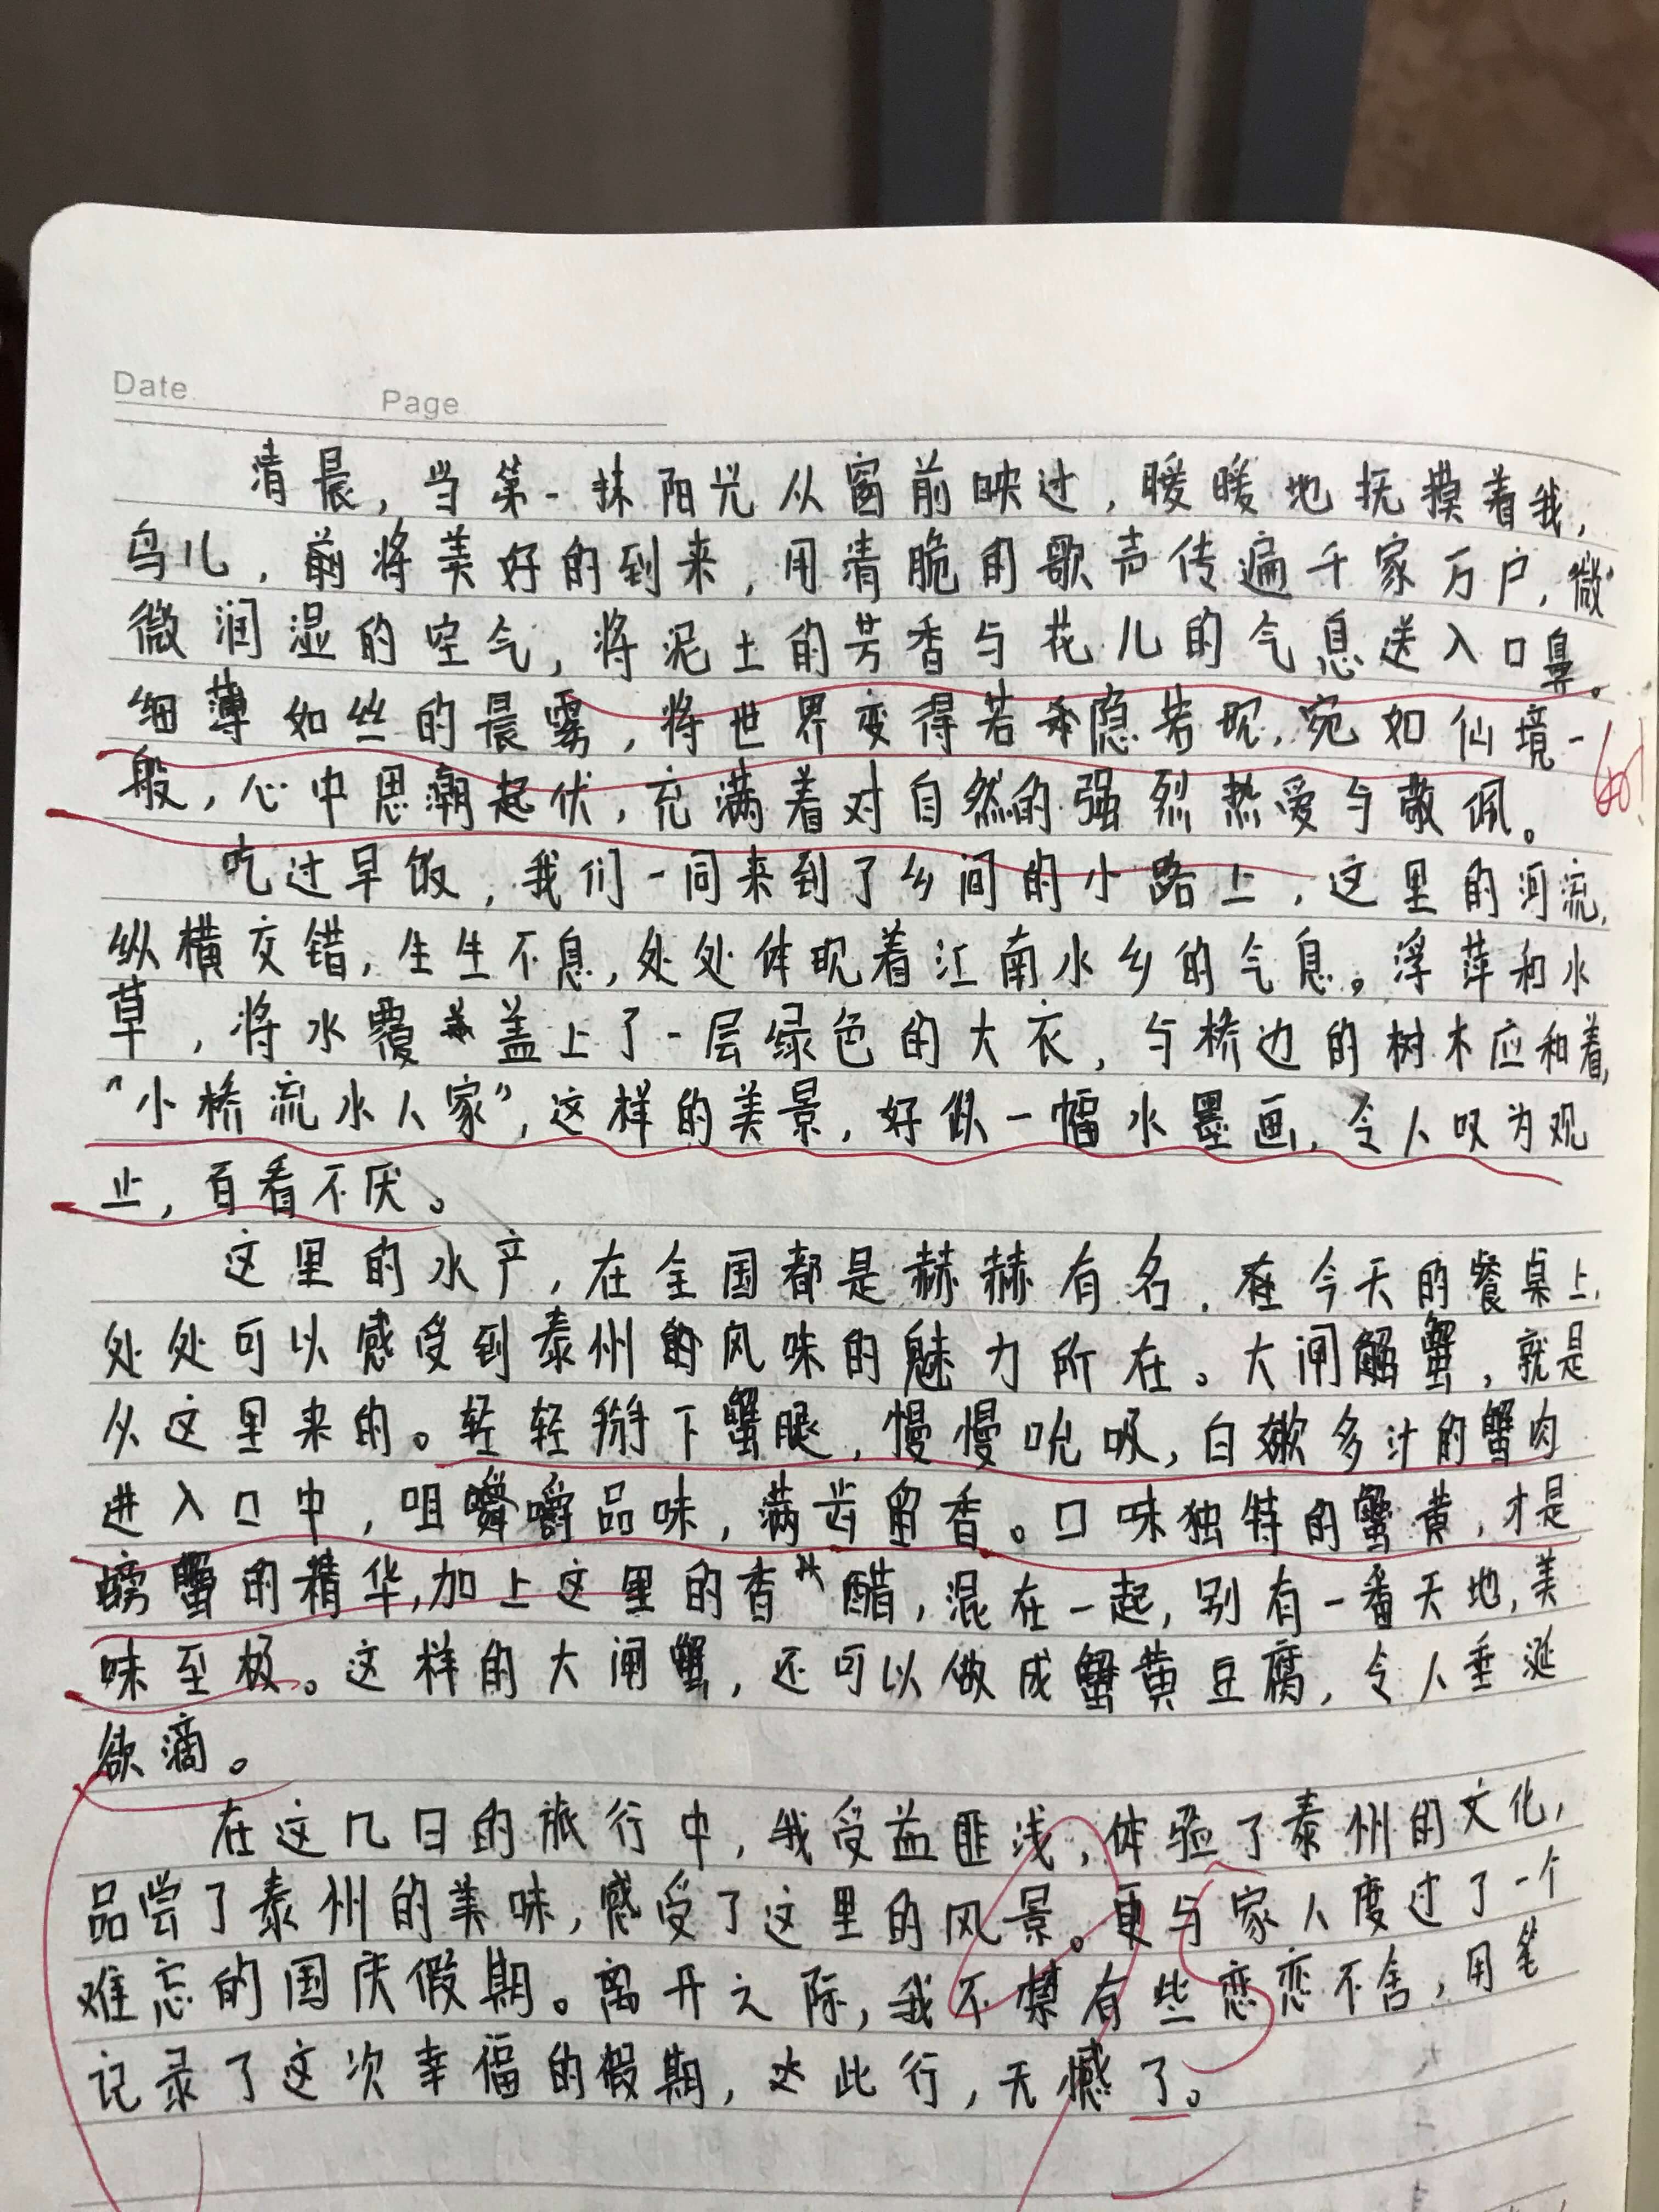 Date Page
清晨，当第一抹阳光从窗前映过，暖暖地抚摸着我，
鸟儿，将美好的到来，用清脆的歌声传遍千家万户，微
微润湿的空气，将泥土的芳香与花儿的气息送入口鼻。
细薄如丝的晨雾，将世界变得若隐若现，宛如仙境一
般，心中思潮起伏，充满着对自然的强烈热爱与敬佩。
好！
吃过早饭，我们一同来到了乡间的小路上，这里的河流，
纵横交错，生生不息，处处体现着江南水乡的气息。浮萍和水
草，将水覆盖上了一层绿色的大衣，与桥边的树木应和着，
“小桥流水人家”，这样的美景，好似一幅水墨画，令人叹为观
止，百看不厌。
这里的水产，在全国都是赫赫有名，在今天的餐桌上，
处处可以感受到泰州的风味的魅力所在。大闸蟹，就是
从这里来的。轻轻掰下蟹腿，慢慢吮吸，白嫩多汁的蟹肉
进入口中，咀嚼品味，满齿留香。口味独特的蟹黄，才是
螃蟹的精华，加上这里的香醋，混在一起，别有一番天地，美
味至极。这样的大闸蟹，还可以做成蟹黄豆腐，令人垂涎
欲滴。
在这几日的旅行中，我受益匪浅，体验了泰州的文化，
品尝了泰州的美味，感受了这里的风景。更与家人度过了一个
难忘的国庆假期。离开之际，我不禁有些恋恋不舍，用笔
记录了这次幸福的假期，此行，无憾了。